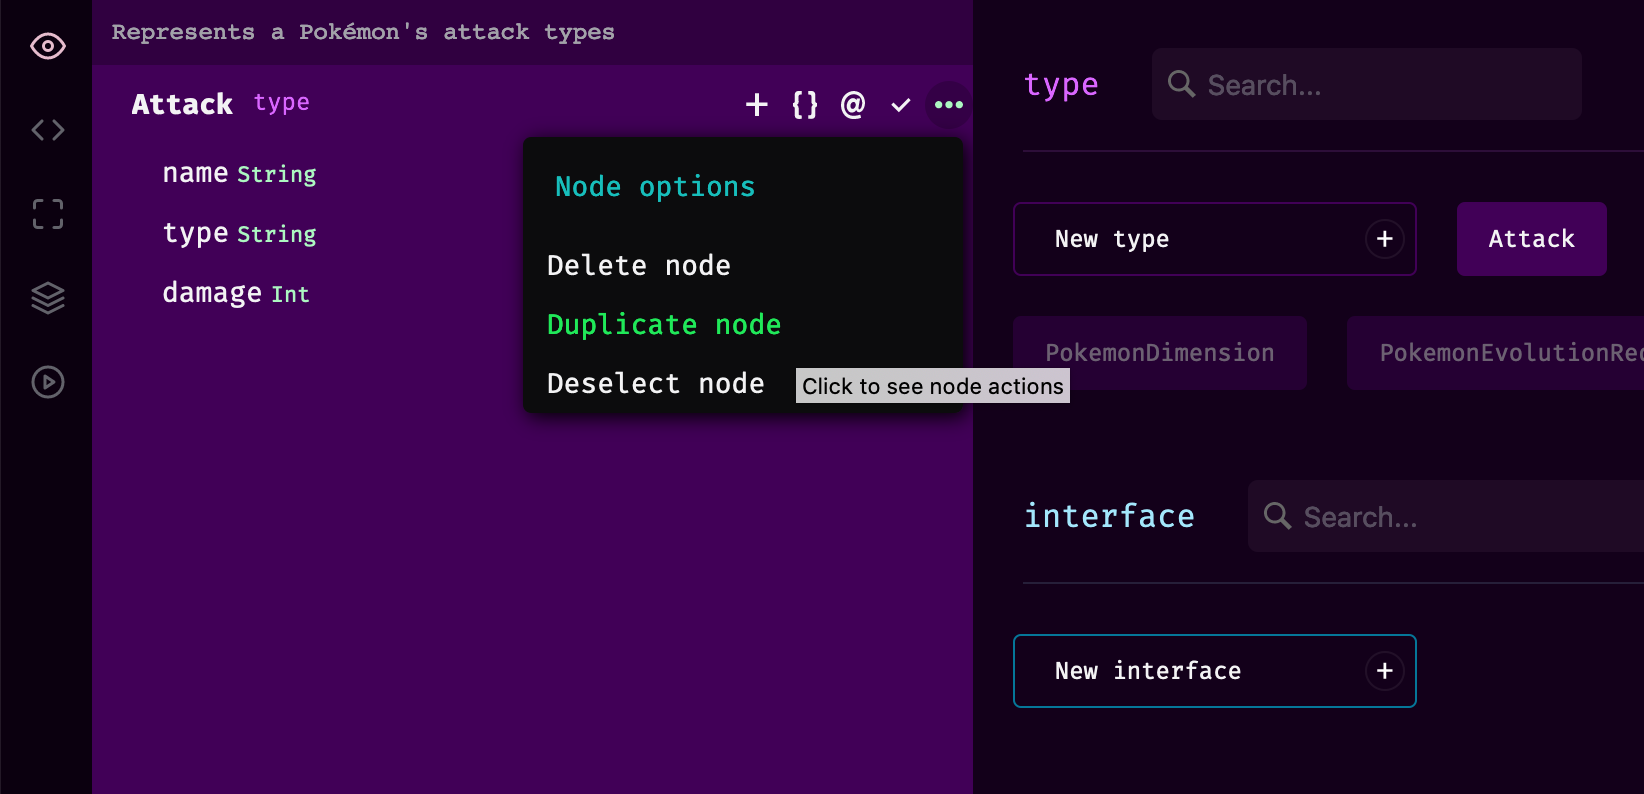 Represents a Pokémon's attack types
Attack type
name String
type String
damage Int
Node options
Delete node
Duplicate node
Deselect node
Click to see node actions
type
Search...
New type
Attack
PokemonDimension
PokemonEvolutionRe
interface
Search...
New interface